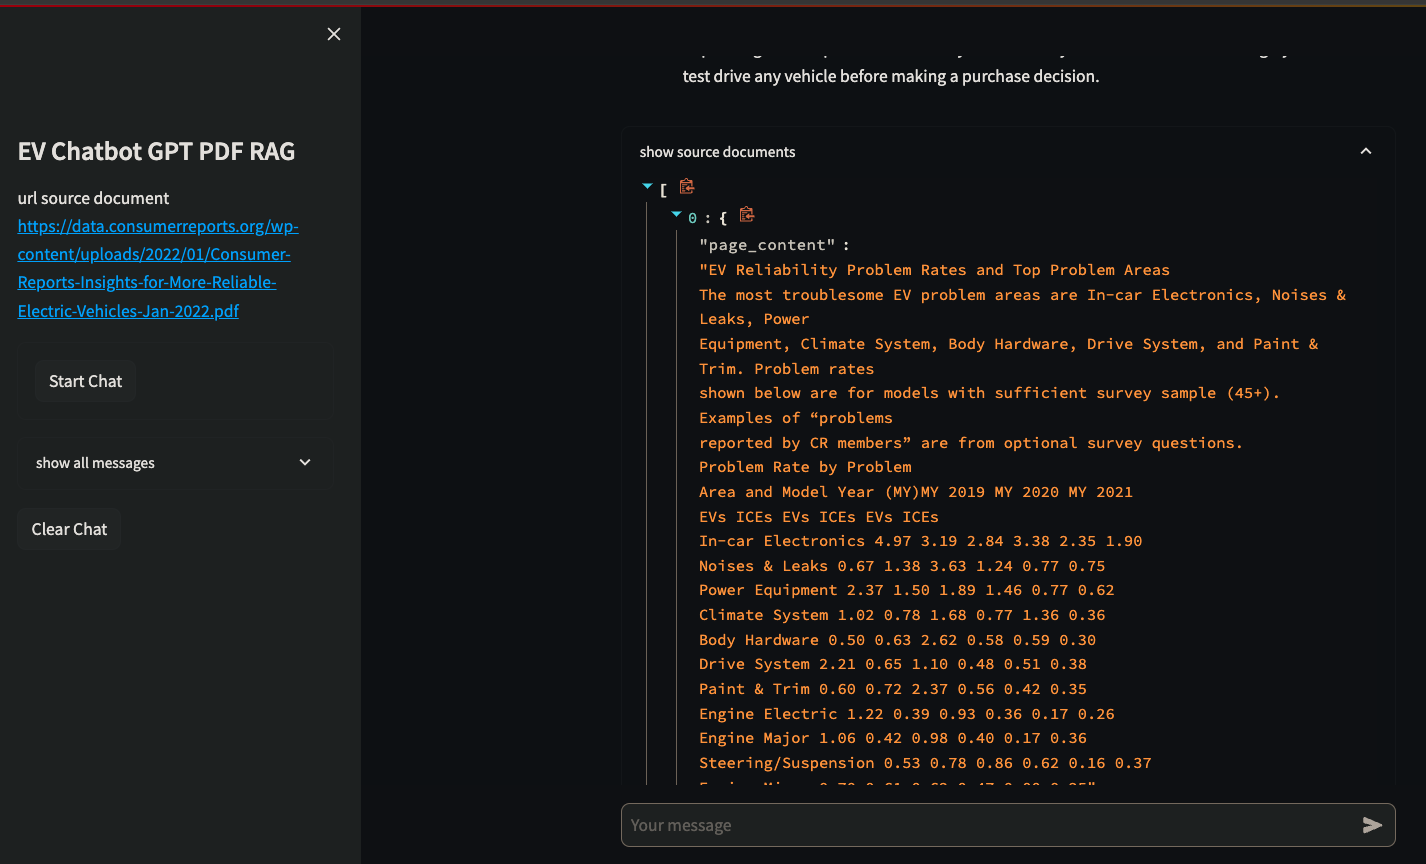 EV Chatbot GPT PDF RAG
url source document
https://data.consumerreports.org/wp-
content/uploads/2022/01/Consumer-
Reports-Insights-for-More-Reliable-
Electric-Vehicles-Jan-2022.pdf
Start Chat
show all messages
Clear Chat
test drive any vehicle before making a purchase decision.
show source documents
[
0 : {
"page_content" :
"EV Reliability Problem Rates and Top Problem Areas
The most troublesome EV problem areas are In-car Electronics, Noises &
Leaks, Power
Equipment, Climate System, Body Hardware, Drive System, and Paint &
Trim. Problem rates
shown below are for models with sufficient survey sample (45+).
Examples of “problems
reported by CR members” are from optional survey questions.
Problem Rate by Problem
Area and Model Year (MY)MY 2019 MY 2020 MY 2021
EVs ICEs EVs ICEs EVs ICEs
In-car Electronics 4.97 3.19 2.84 3.38 2.35 1.90
Noises & Leaks 0.67 1.38 3.63 1.24 0.77 0.75
Power Equipment 2.37 1.50 1.89 1.46 0.77 0.62
Climate System 1.02 0.78 1.68 0.77 1.36 0.36
Body Hardware 0.50 0.63 2.62 0.58 0.59 0.30
Drive System 2.21 0.65 1.10 0.48 0.51 0.38
Paint & Trim 0.60 0.72 2.37 0.56 0.42 0.35
Engine Electric 1.22 0.39 0.93 0.36 0.17 0.26
Engine Major 1.06 0.42 0.98 0.40 0.17 0.36
Steering/Suspension 0.53 0.78 0.86 0.62 0.16 0.37
Your message